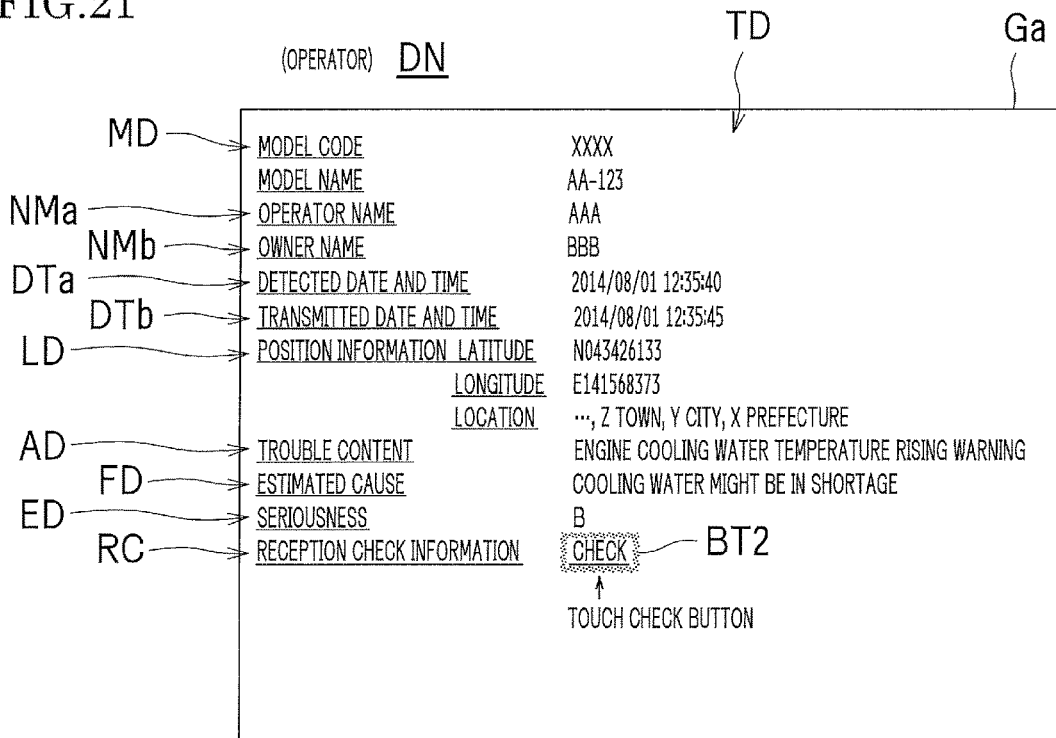 FIG.21
(OPERATOR) DN TD Ga
MD MODEL CODE XXXX
MODEL NAME AA-123
NMa OPERATOR NAME AAA
NMb OWNER NAME BBB
DTa DETECTED DATE AND TIME 2014/08/01 12:35:40
DTb TRANSMITTED DATE AND TIME 2014/08/01 12:35:45
LD POSITION INFORMATION LATITUDE N043426133
LONGITUDE E141568373
LOCATION ···, Z TOWN, Y CITY, X PREFECTURE
AD TROUBLE CONTENT ENGINE COOLING WATER TEMPERATURE RISING WARNING
FD ESTIMATED CAUSE COOLING WATER MIGHT BE IN SHORTAGE
ED SERIOUSNESS B
RC RECEPTION CHECK INFORMATION CHECK BT2
TOUCH CHECK BUTTON